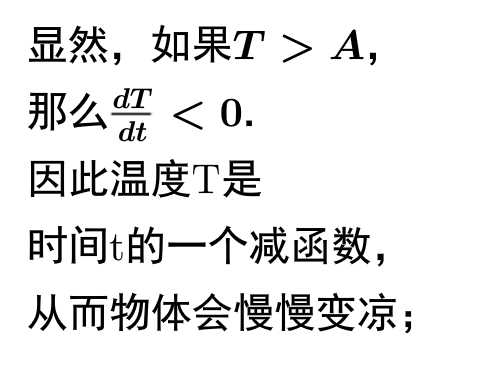 显然，如果T > A，
那么dT/dt < 0.
因此温度T是
时间t的一个减函数，
从而物体会慢慢变凉；